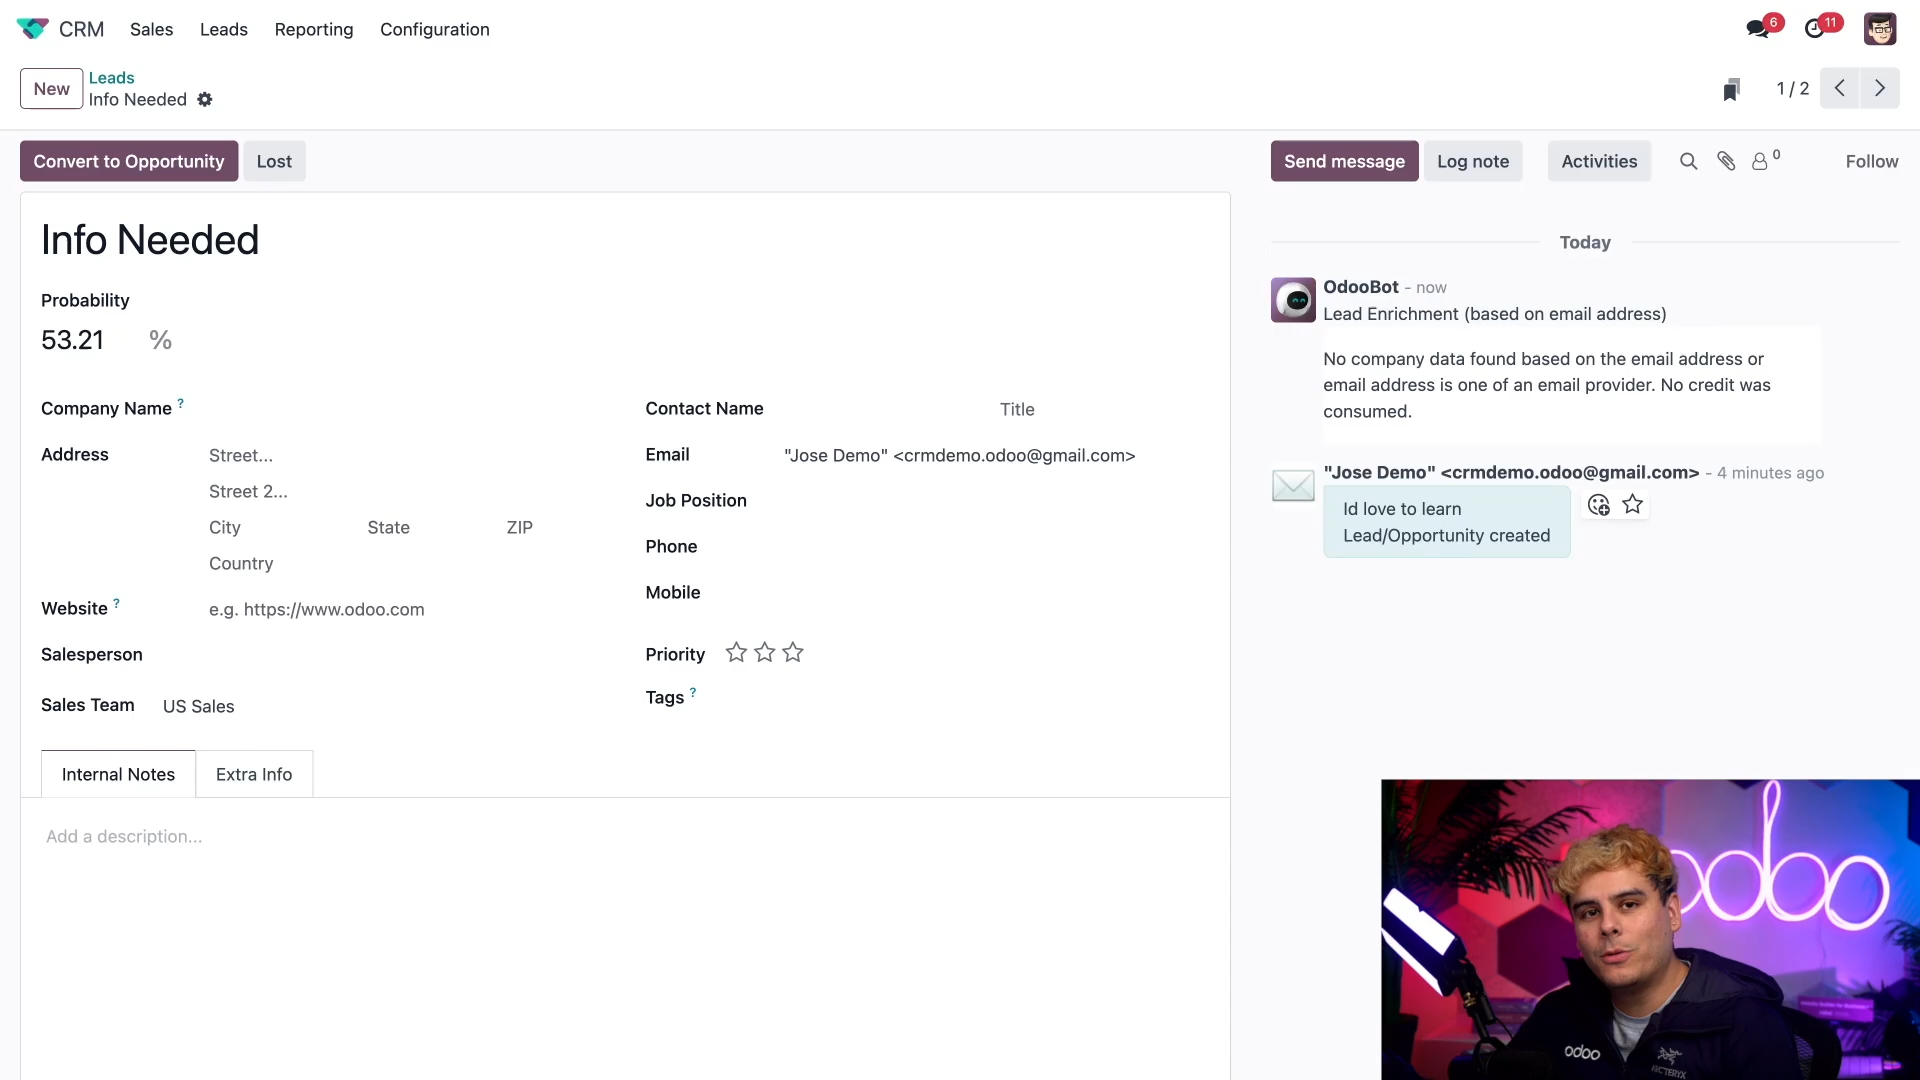 CRM Sales Leads Reporting Configuration 6 11
New Leads 1 / 2
Info Needed
Convert to Opportunity Lost Send message Log note Activities 0 Follow
Info Needed
Probability
53.21 %
Company Name ?
Address Street...
Street 2...
City State ZIP
Country
Website ? e.g. https://www.odoo.com
Salesperson
Sales Team US Sales
Contact Name Title
Email "Jose Demo" <crmdemo.odoo@gmail.com>
Job Position
Phone
Mobile
Priority
Tags ?
Internal Notes Extra Info
Add a description...
Today
OdooBot - now
Lead Enrichment (based on email address)
No company data found based on the email address or
email address is one of an email provider. No credit was
consumed.
"Jose Demo" <crmdemo.odoo@gmail.com> - 4 minutes ago
Id love to learn
Lead/Opportunity created
odoo
odoo
ARC'TERYX